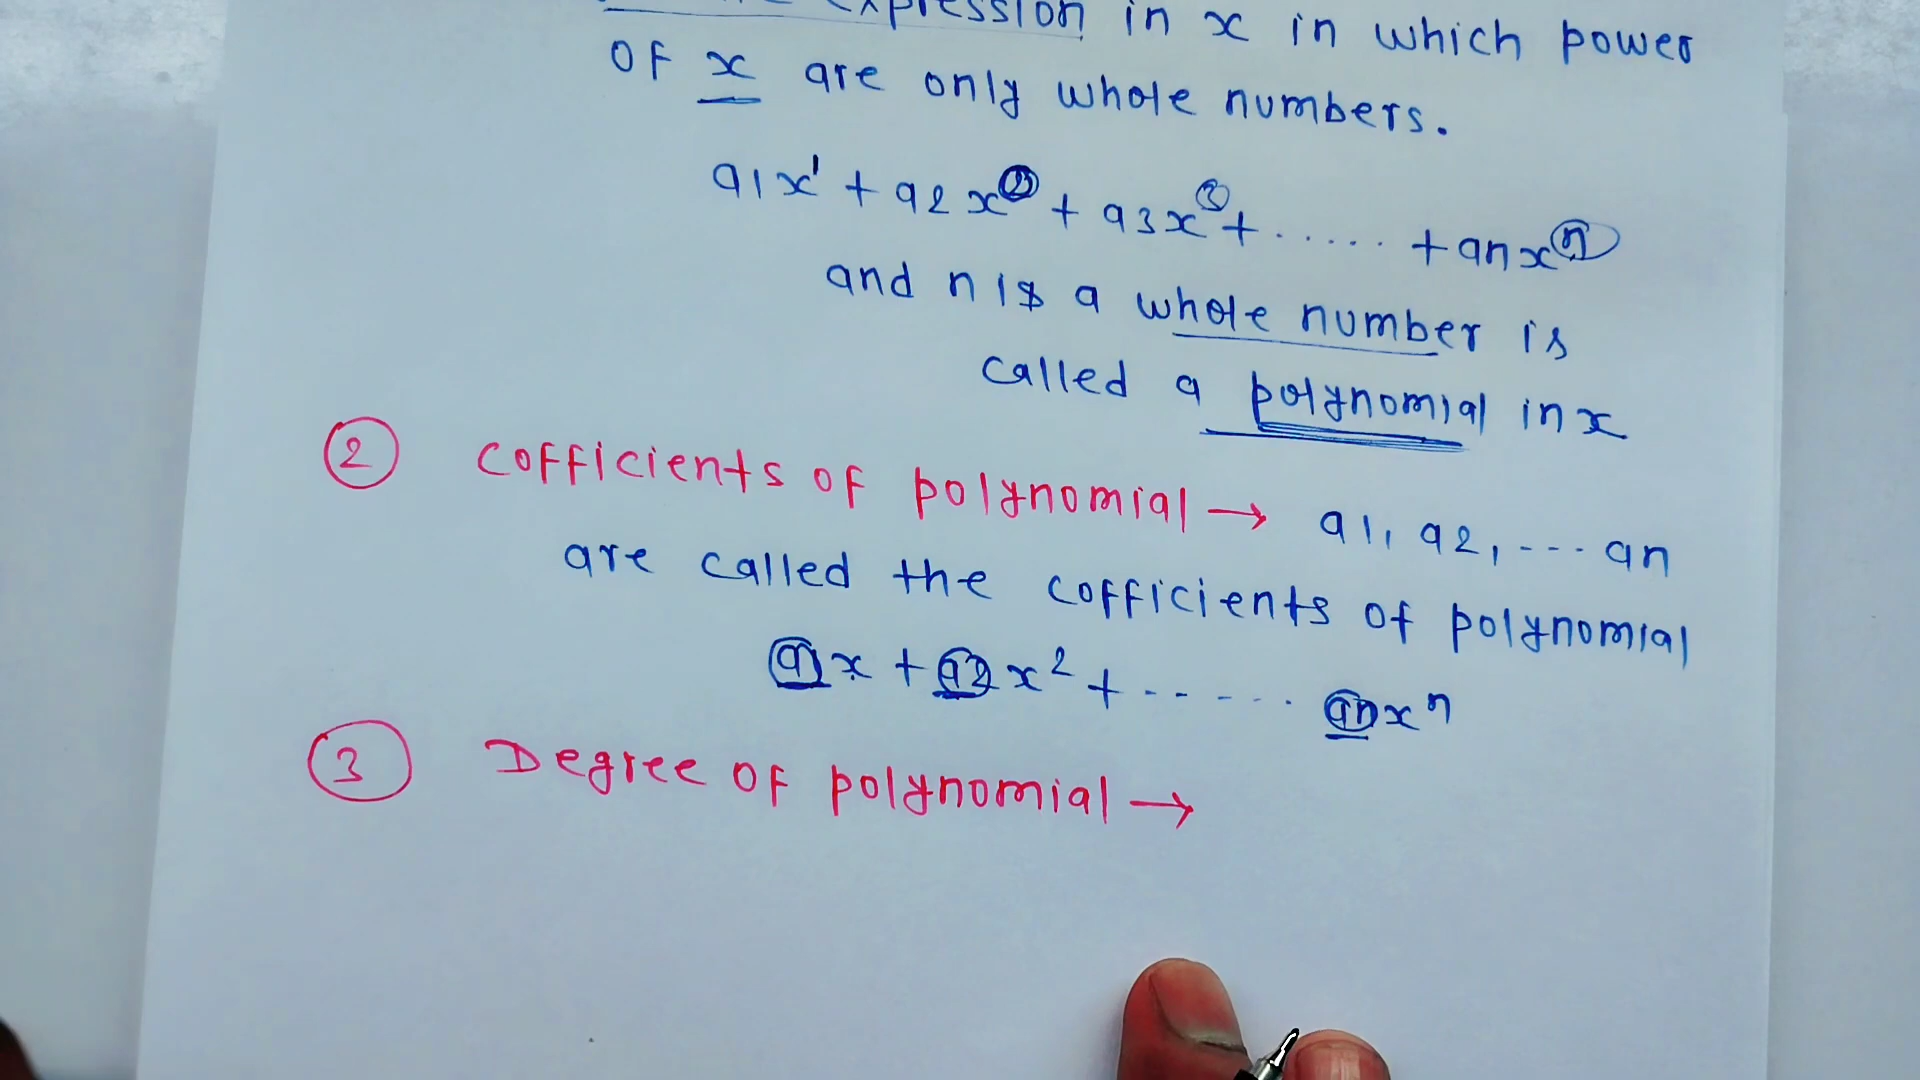 expression in x in which power
of x are only whole numbers.
a1x¹ + a2x² + a3x³ + ...... + anxⁿ
and n is a whole number is
called a polynomial in x
② Cofficients of polynomial → a1, a2, --- an
are called the cofficients of polynomial
a1x + a2x² + ------ anxⁿ
③ Degree of polynomial →